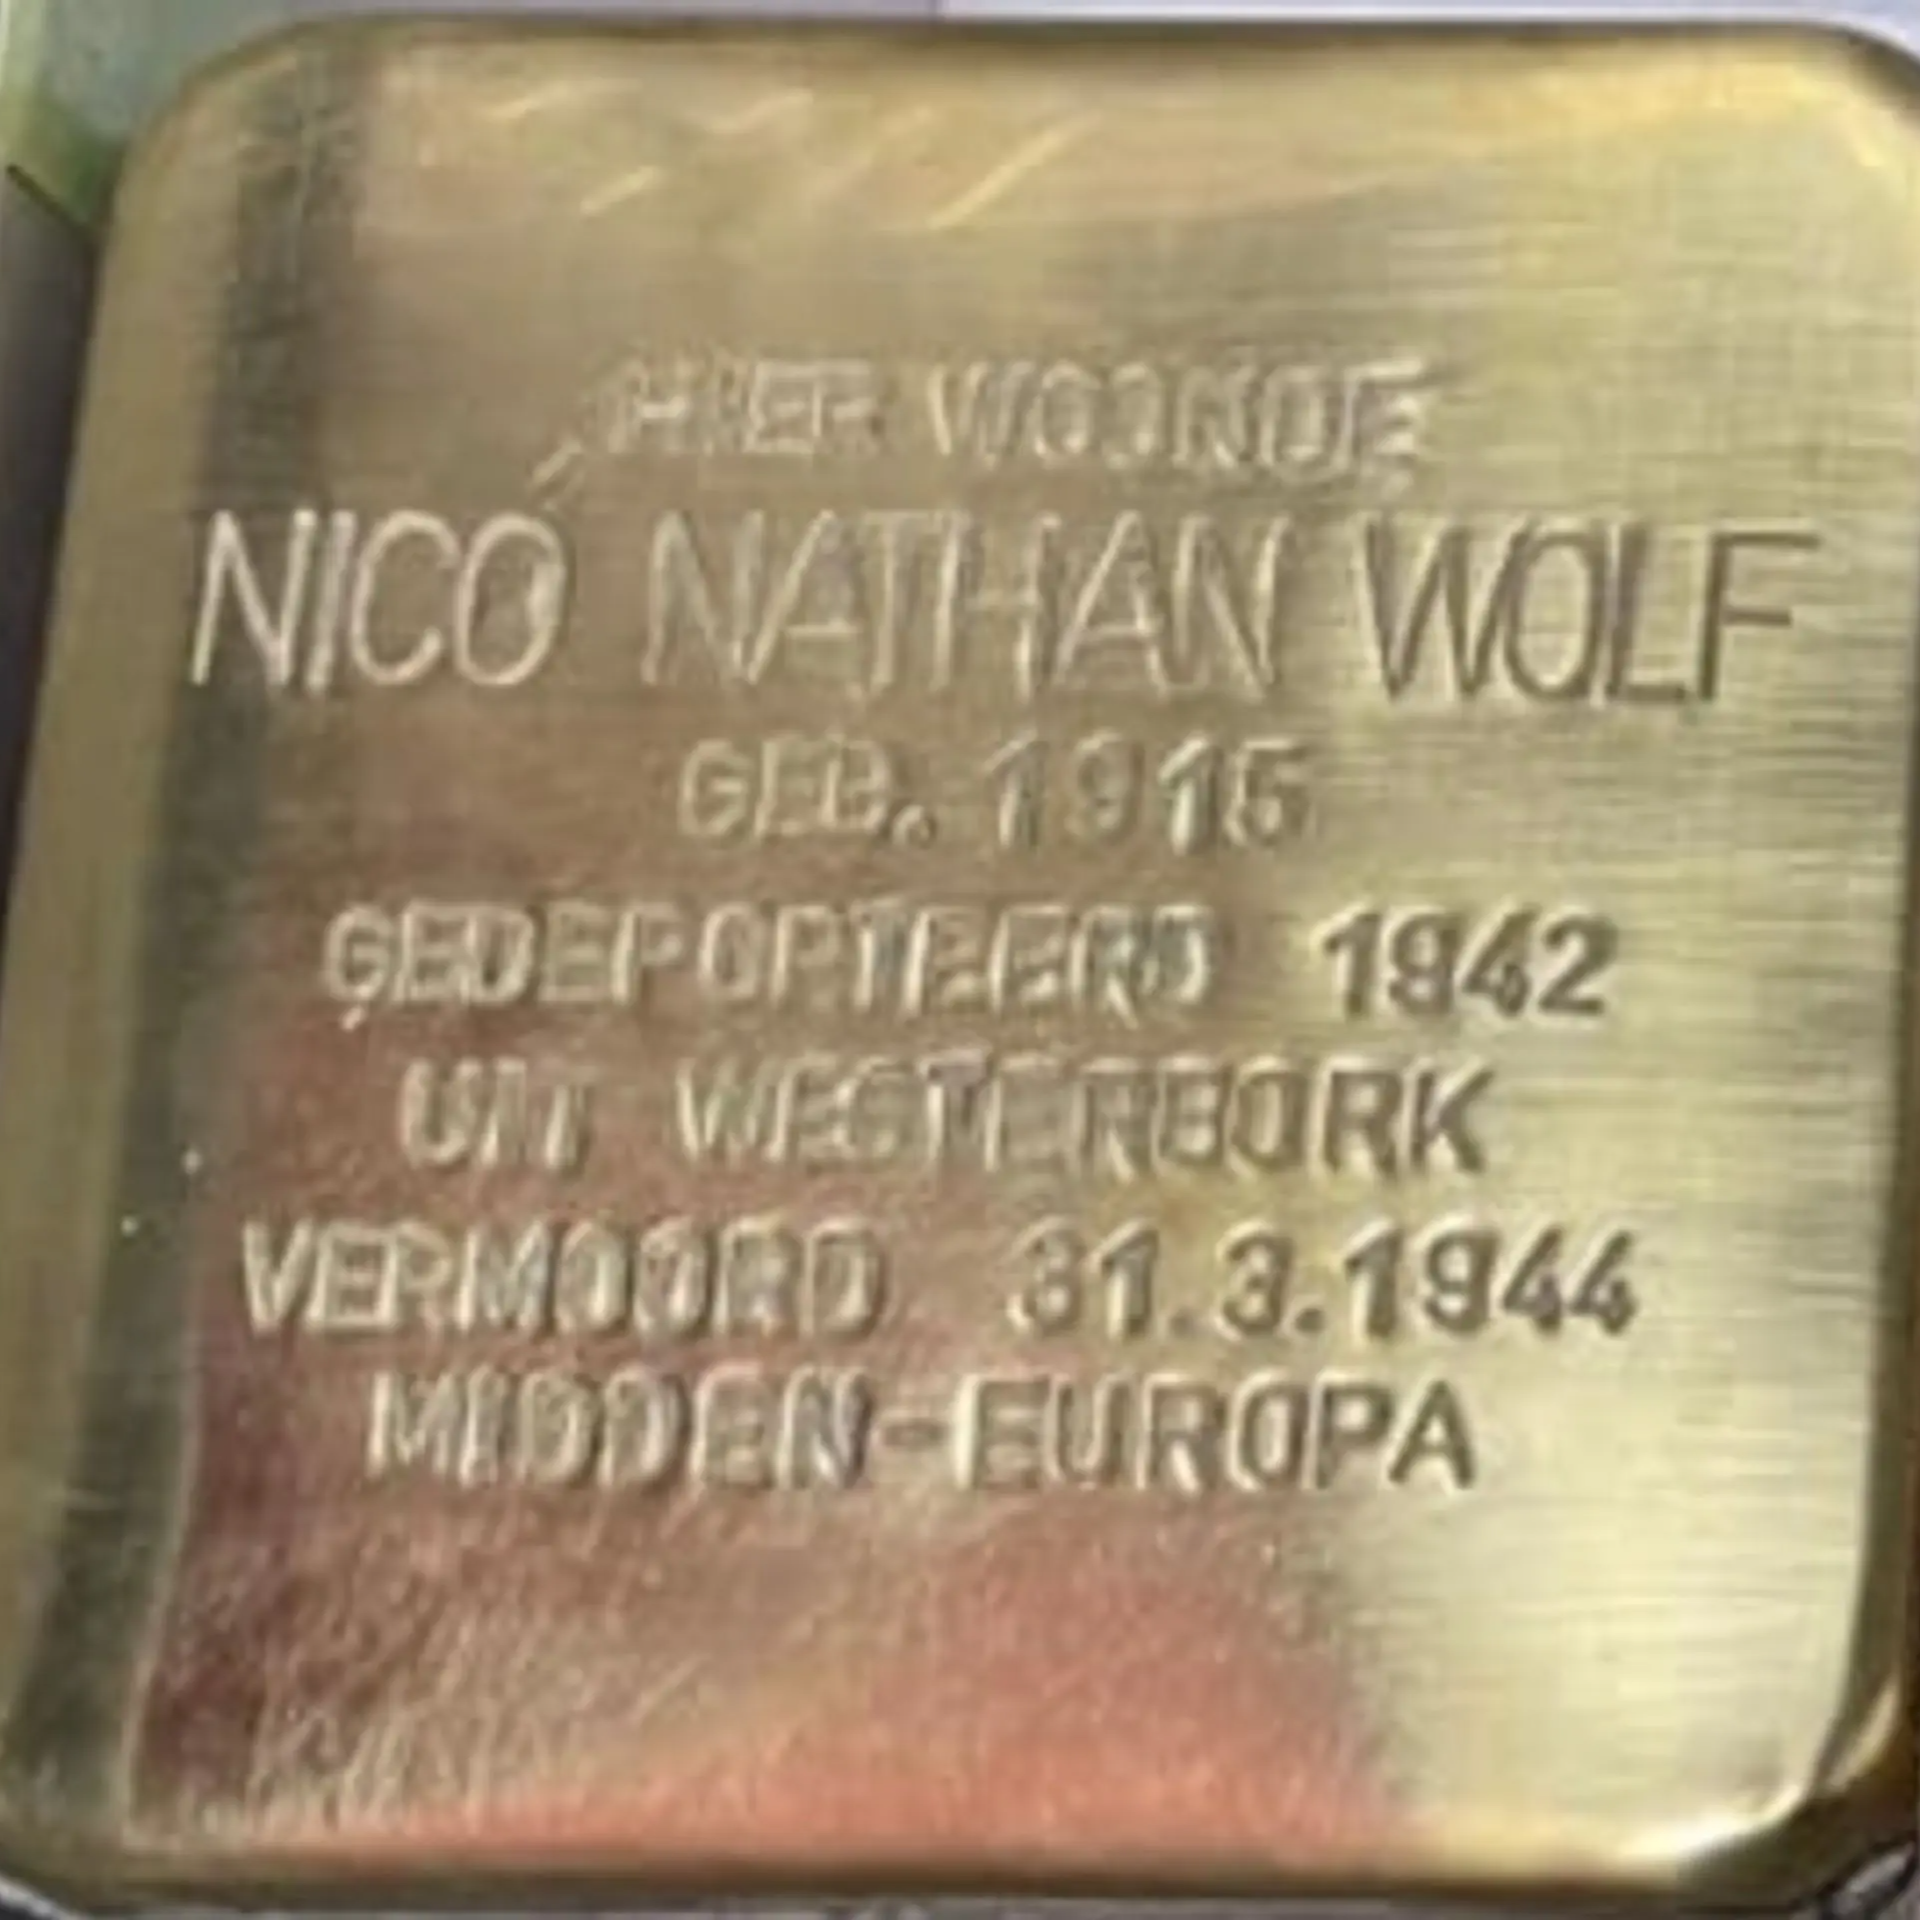 HIER WOONDE
NICO NATHAN WOLF
GEB. 1915
GEDEPORTEERD 1942
UIT WESTERBORK
VERMOORD 31.3.1944
MIDDEN-EUROPA